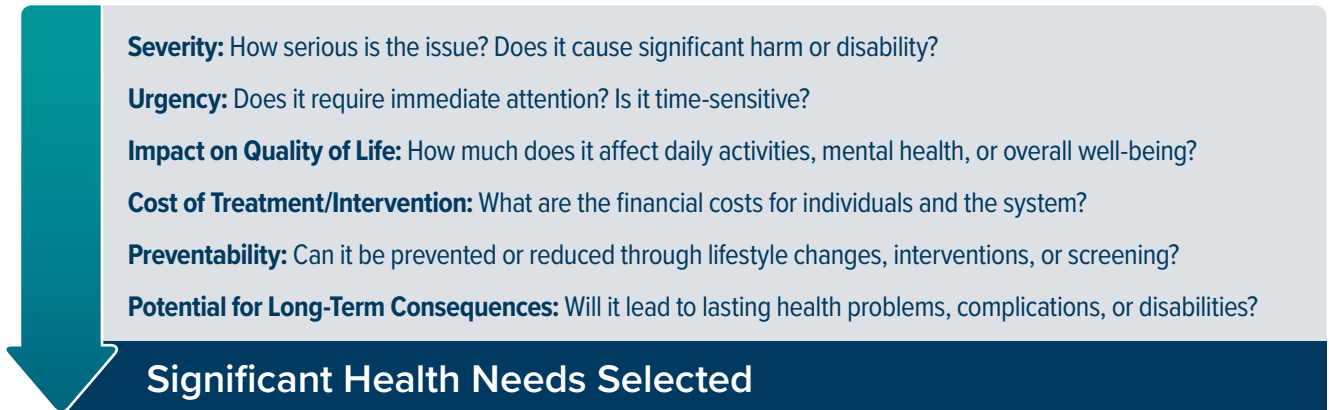 Severity: How serious is the issue? Does it cause significant harm or disability?
Urgency: Does it require immediate attention? Is it time-sensitive?
Impact on Quality of Life: How much does it affect daily activities, mental health, or overall well-being?
Cost of Treatment/Intervention: What are the financial costs for individuals and the system?
Preventability: Can it be prevented or reduced through lifestyle changes, interventions, or screening?
Potential for Long-Term Consequences: Will it lead to lasting health problems, complications, or disabilities?
Significant Health Needs Selected